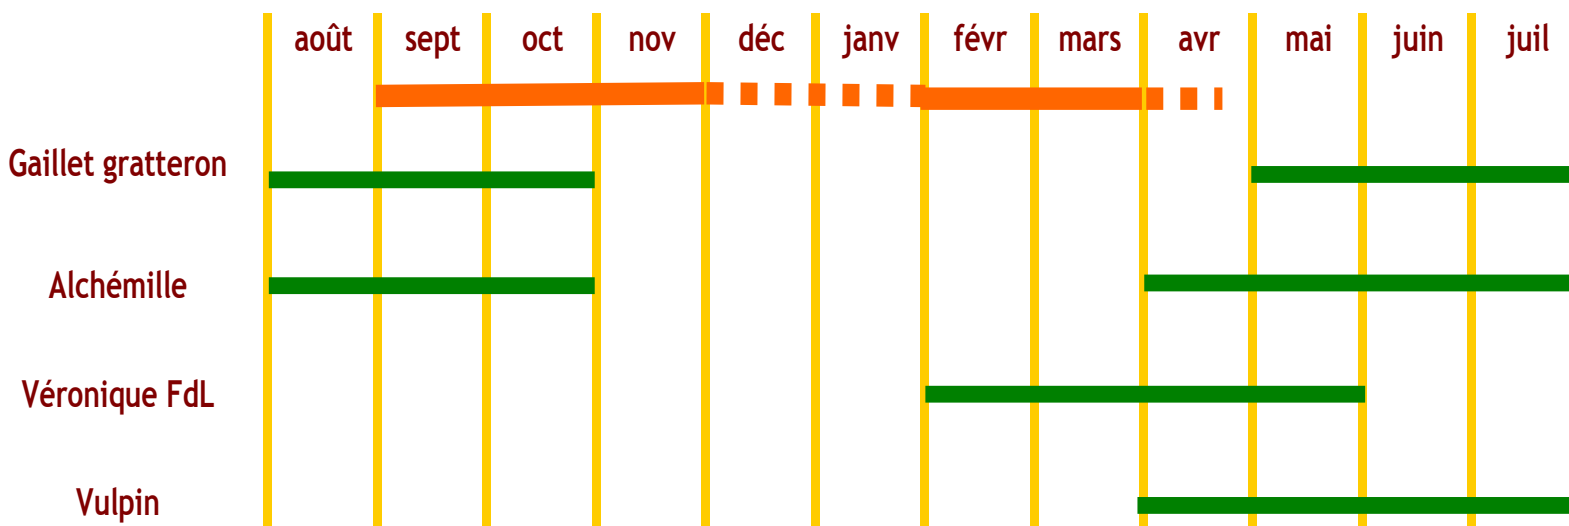 août sept oct nov déc janv févr mars avr mai juin juil
Gaillet gratteron
Alchémille
Véronique FdL
Vulpin